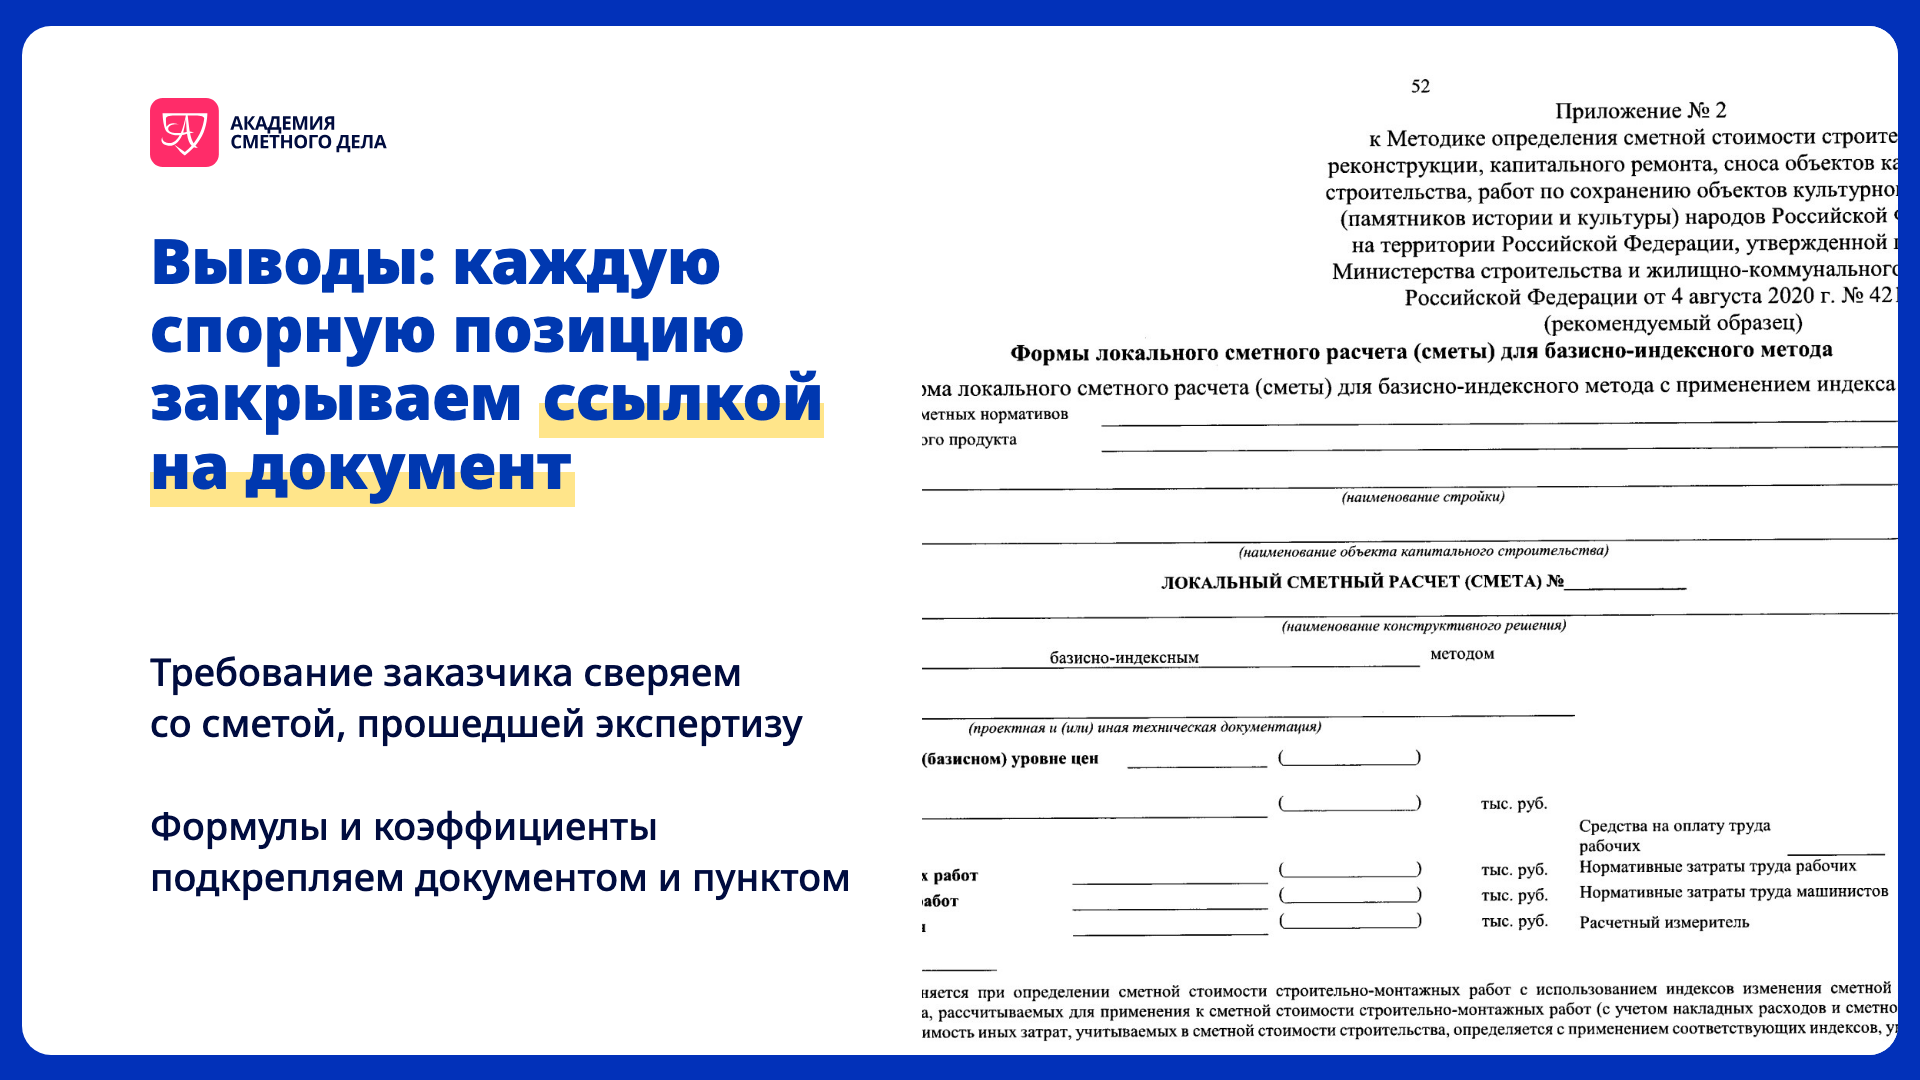 АКАДЕМИЯ
СМЕТНОГО ДЕЛА
Выводы: каждую
спорную позицию
закрываем ссылкой
на документ
Требование заказчика сверяем
со сметой, прошедшей экспертизу
Формулы и коэффициенты
подкрепляем документом и пунктом
52
Приложение № 2
к Методике определения сметной стоимости строите
реконструкции, капитального ремонта, сноса объектов ка
строительства, работ по сохранению объектов культурно
(памятников истории и культуры) народов Российской
на территории Российской Федерации, утвержденной
Министерства строительства и жилищно-коммунального
Российской Федерации от 4 августа 2020 г. № 421
(рекомендуемый образец)
Формы локального сметного расчета (сметы) для базисно-индексного метода
рма локального сметного расчета (сметы) для базисно-индексного метода с применением индекса
метных нормативов
ого продукта
(наименование стройки)
(наименование объекта капитального строительства)
ЛОКАЛЬНЫЙ СМЕТНЫЙ РАСЧЕТ (СМЕТА) №
(наименование конструктивного решения)
базисно-индексным методом
(проектная и (или) иная техническая документация)
(базисном) уровне цен ( )
( ) тыс. руб.
Средства на оплату труда
рабочих
х работ ( ) тыс. руб. Нормативные затраты труда рабочих
работ ( ) тыс. руб. Нормативные затраты труда машинистов
( ) тыс. руб. Расчетный измеритель
няется при определении сметной стоимости строительно-монтажных работ с использованием индексов изменения сметной
а, рассчитываемых для применения к сметной стоимости строительно-монтажных работ (с учетом накладных расходов и сметно
имость иных затрат, учитываемых в сметной стоимости строительства, определяется с применением соответствующих индексов,